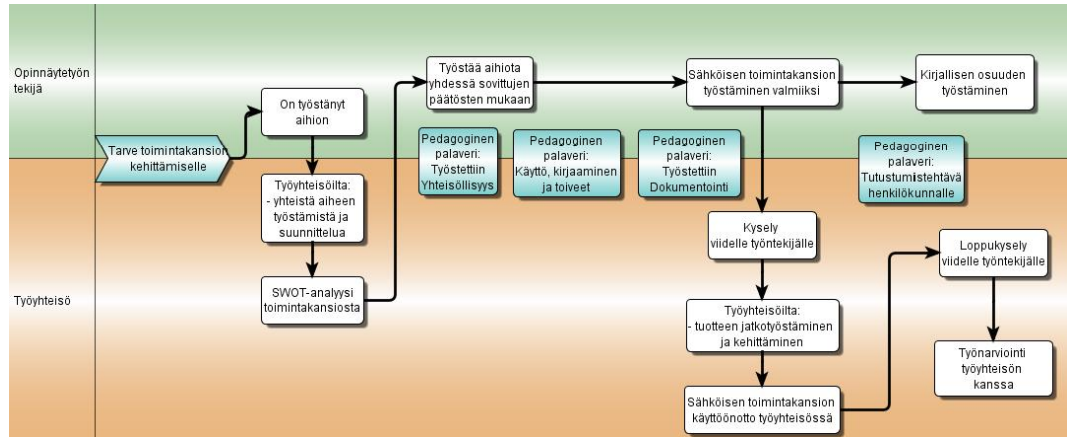 Opinnäytetyön
tekijä
Tarve toimintakansion
kehittämiselle
On työstänyt
aihion
Työyhteisöilta:
- yhteistä aiheen
työstämistä ja
suunnittelua
SWOT-analyysi
toimintakansiosta
Työstää aihiota
yhdessä sovittujen
päätösten mukaan
Pedagoginen
palaveri:
Työstettiin
Yhteisöllisyys
Pedagoginen
palaveri:
Käyttö, kirjaaminen
ja toiveet
Pedagoginen
palaveri:
Työstettiin
Dokumentointi
Sähköisen toimintakansion
työstäminen valmiiksi
Kirjallisen osuuden
työstäminen
Pedagoginen
palaveri:
Tutustumistehtävä
henkilökunnalle
Työyhteisö
Kysely
viidelle työntekijälle
Työyhteisöilta:
- tuotteen jatkotyöstäminen
ja kehittäminen
Sähköisen toimintakansion
käyttöönotto työyhteisössä
Loppukysely
viidelle työntekijälle
Työnarviointi
työyhteisön
kanssa